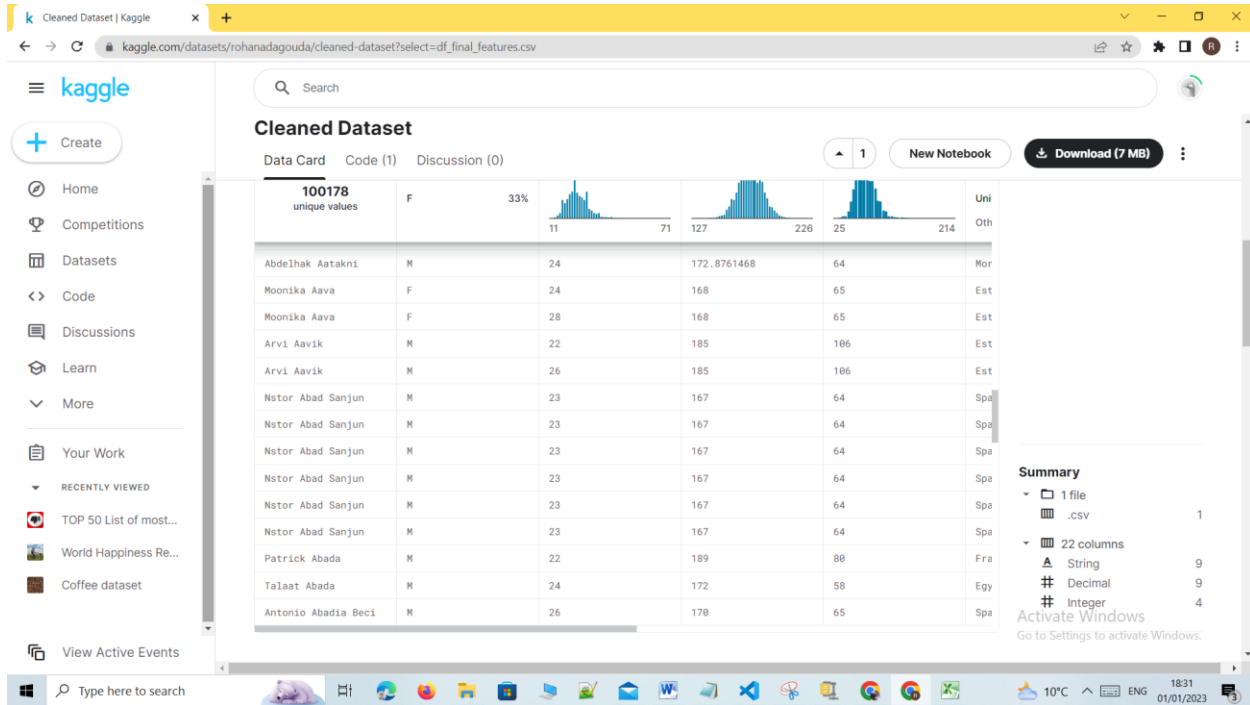 k Cleaned Dataset | Kaggle
kaggle.com/datasets/rohanadagouda/cleaned-dataset?select=df_final_features.csv
R
kaggle
Search
Create
Home
Competitions
Datasets
Code
Discussions
Learn
More
Your Work
RECENTLY VIEWED
TOP 50 List of most...
World Happiness Re...
Coffee dataset
View Active Events
Cleaned Dataset
Data Card Code (1) Discussion (0)
1
New Notebook
Download (7 MB)
100178 F 33% Uni
unique values
Oth
11 71 127 226 25 214
Abdelhak Aatakni M 24 172.8761468 64 Mor
Moonika Aava F 24 168 65 Est
Moonika Aava F 28 168 65 Est
Arvi Aavik M 22 185 106 Est
Arvi Aavik M 26 185 106 Est
Nstor Abad Sanjun M 23 167 64 Spa
Nstor Abad Sanjun M 23 167 64 Spa
Nstor Abad Sanjun M 23 167 64 Spa
Nstor Abad Sanjun M 23 167 64 Spa
Nstor Abad Sanjun M 23 167 64 Spa
Nstor Abad Sanjun M 23 167 64 Spa
Patrick Abada M 22 189 80 Fra
Talaat Abada M 24 172 58 Egy
Antonio Abadia Beci M 26 170 65 Spa
Summary
1 file
.csv 1
22 columns
A String 9
# Decimal 9
# Integer 4
Activate Windows
Go to Settings to activate Windows.
Type here to search
10°C ENG
18:31
01/01/2023
3